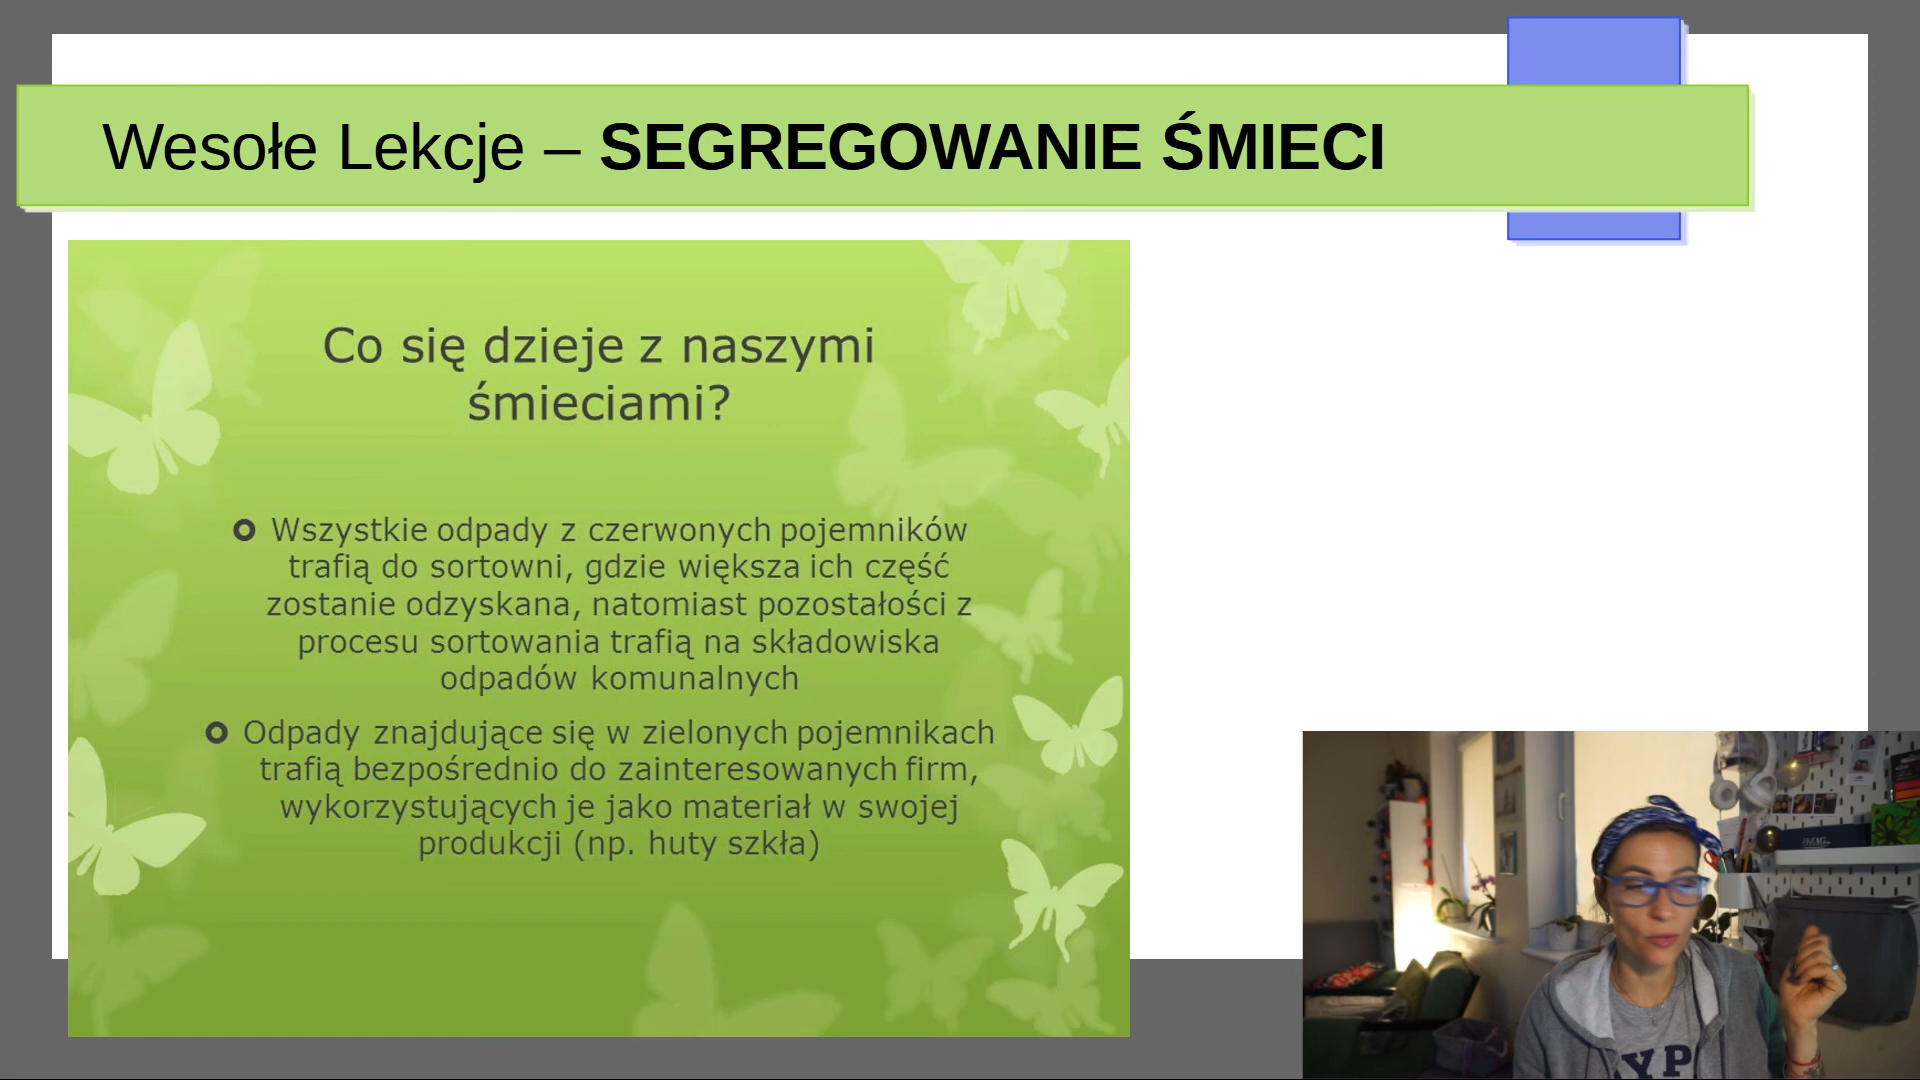 Wesołe Lekcje – SEGREGOWANIE ŚMIECI
Co się dzieje z naszymi
śmieciami?
Wszystkie odpady z czerwonych pojemników
trafią do sortowni, gdzie większa ich część
zostanie odzyskana, natomiast pozostałości z
procesu sortowania trafią na składowiska
odpadów komunalnych
Odpady znajdujące się w zielonych pojemnikach
trafią bezpośrednio do zainteresowanych firm,
wykorzystujących je jako materiał w swojej
produkcji (np. huty szkła)